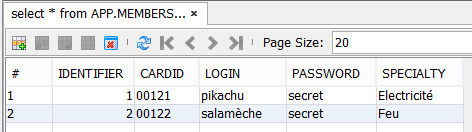 select * from APP.MEMBERS...
Page Size: 20
# IDENTIFIER CARDID LOGIN PASSWORD SPECIALTY
1 1 00121 pikachu secret Electricité
2 2 00122 salamèche secret Feu